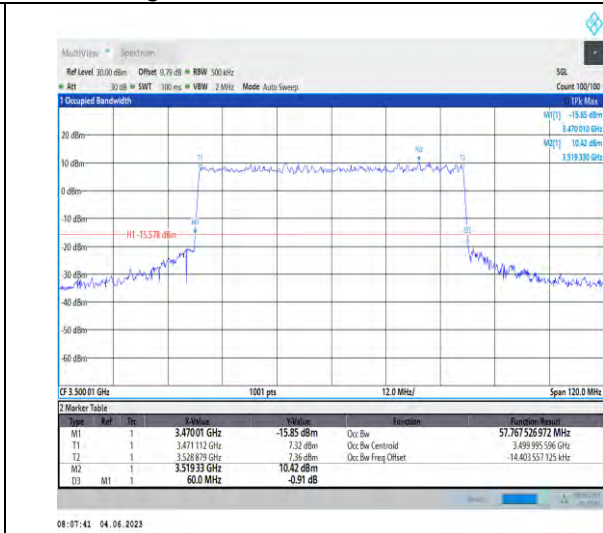 MultiView Spectrum
Ref Level 30.00 dBm Offset 9.79 dB RBW 500 kHz SGL
Att 30 dB SWT 100 ms VBW 2 MHz Mode Auto Sweep Count 100/100
1 Occupied Bandwidth 1Pk Max
M1[1] -15.85 dBm
3.470 010 GHz
M2[1] 10.42 dBm
3.519 330 GHz
20 dBm
M2
T1 T2
10 dBm
0 dBm
-10 dBm
M1
H1 -15.578 dBm D3
-20 dBm
-30 dBm
-40 dBm
-50 dBm
-60 dBm
CF 3.500 01 GHz 1001 pts 12.0 MHz/ Span 120.0 MHz
2 Marker Table
Type Ref Trc X-Value Y-Value Function Function Result
M1 1 3.470 01 GHz -15.85 dBm Occ Bw 57.767 526 972 MHz
T1 1 3.471 112 GHz 7.32 dBm Occ Bw Centroid 3.499 995 596 GHz
T2 1 3.528 879 GHz 7.36 dBm Occ Bw Freq Offset -14.403 557 125 kHz
M2 1 3.519 33 GHz 10.42 dBm
D3 M1 1 60.0 MHz -0.91 dB
08:07:41 04.06.2023